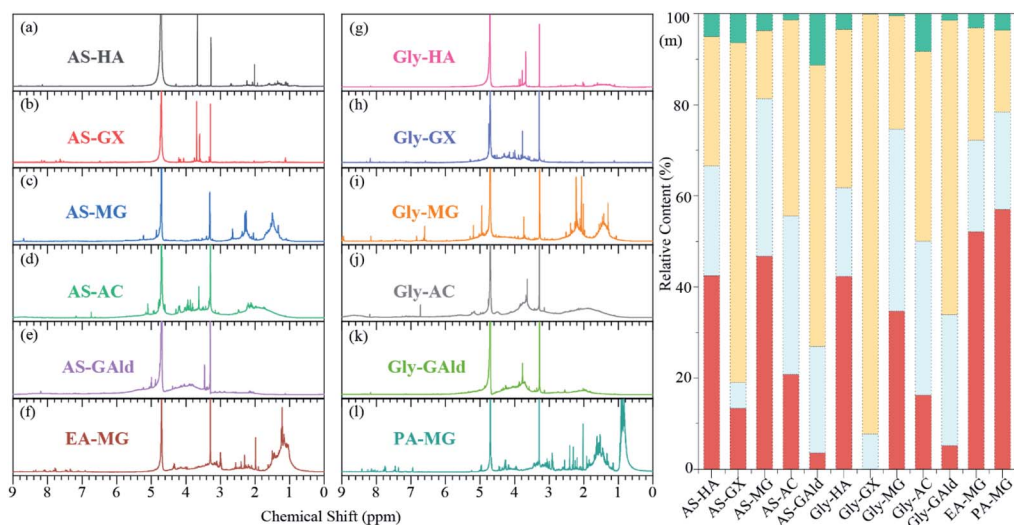 (a)
AS-HA
(b)
AS-GX
(c)
AS-MG
(d)
AS-AC
(e)
AS-GAld
(f)
EA-MG
9 8 7 6 5 4 3 2 1 0
(g)
Gly-HA
(h)
Gly-GX
(i)
Gly-MG
(j)
Gly-AC
(k)
Gly-GAld
(l)
PA-MG
9 8 7 6 5 4 3 2 1 0
Chemical Shift (ppm)
100
(m)
80
60
40
20
0
Relative Content (%)
AS-HA
AS-GX
AS-MG
AS-AC
AS-GAld
Gly-HA
Gly-GX
Gly-MG
Gly-AC
Gly-GAld
EA-MG
PA-MG